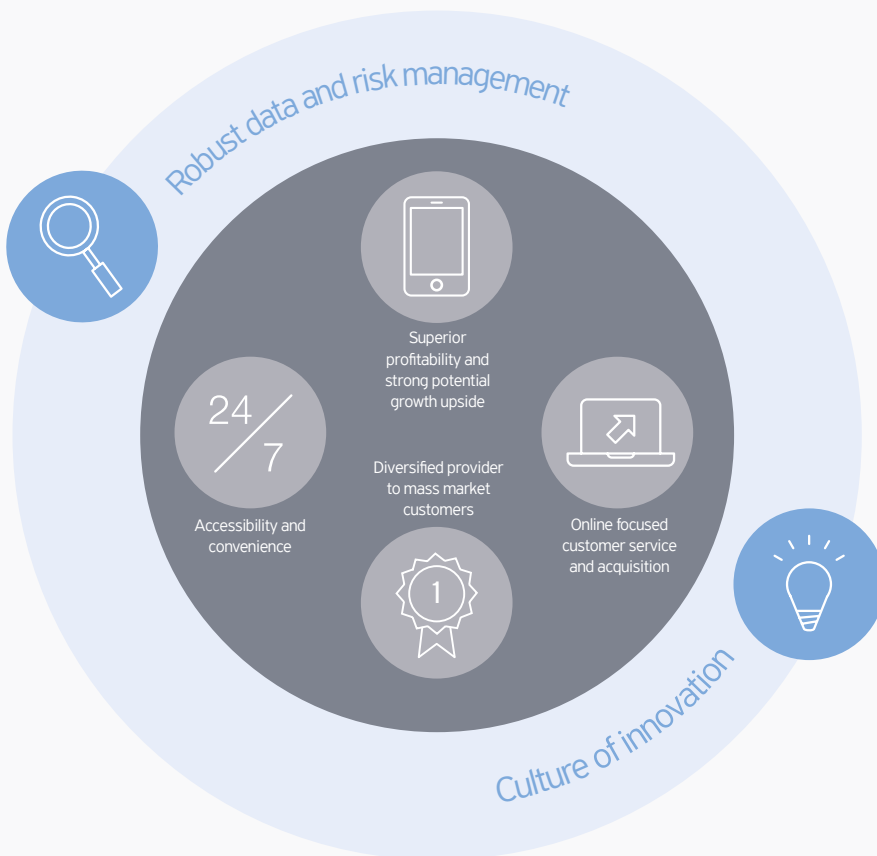 Robust data and risk management
Superior
profitability and
strong potential
growth upside
24
7
Accessibility and
convenience
Diversified provider
to mass market
customers
1
Online focused
customer service
and acquisition
Culture of innovation